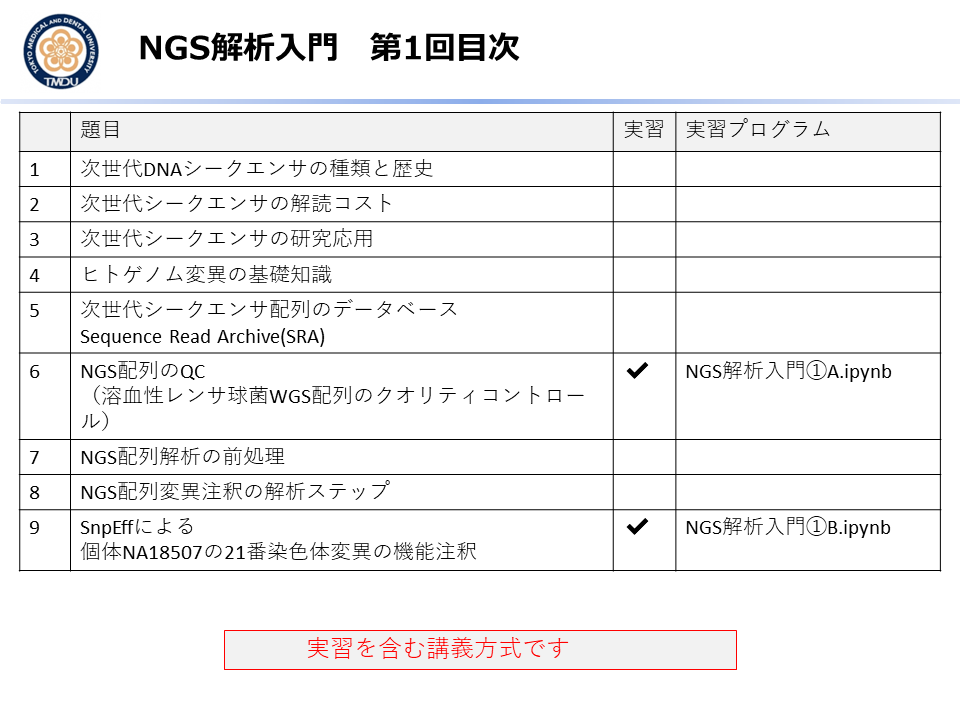 TOKYO MEDICAL AND DENTAL UNIVERSITY
TMDU
NGS解析入門　第1回目次
題目 実習 実習プログラム
1 次世代DNAシークエンサの種類と歴史
2 次世代シークエンサの解読コスト
3 次世代シークエンサの研究応用
4 ヒトゲノム変異の基礎知識
5 次世代シークエンサ配列のデータベース
Sequence Read Archive(SRA)
6 NGS配列のQC ✔ NGS解析入門①A.ipynb
（溶血性レンサ球菌WGS配列のクオリティコントロー
ル）
7 NGS配列解析の前処理
8 NGS配列変異注釈の解析ステップ
9 SnpEffによる ✔ NGS解析入門①B.ipynb
個体NA18507の21番染色体変異の機能注釈
実習を含む講義方式です